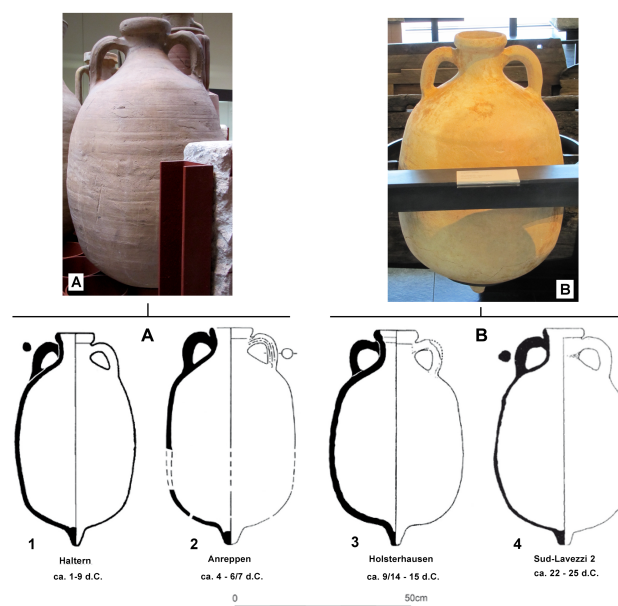 A
B
A
B
1
2
3
4
Haltern
ca. 1-9 d.C.
Anreppen
ca. 4 - 6/7 d.C.
Holsterhausen
ca. 9/14 - 15 d.C.
Sud-Lavezzi 2
ca. 22 - 25 d.C.
0
50cm